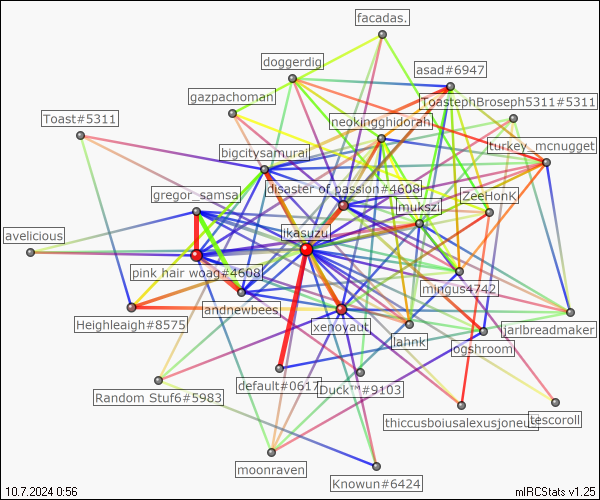 facadas.
doggerdig
asad#6947
gazpachoman
ToastephBroseph5311#5311
Toast#5311
neokingghidorah
turkey_mcnugget
bigcitysamurai
disaster of passion#4608
gregor_samsa
ZeeHonK
mukszi
ikasuzu
avelicious
pink hair woag#4608
mingus4742
andnewbees
Heighleaigh#8575
xenoyaut
jarlbreadmaker
lahnk
ogshroom
default#0617
Duck™#9103
Random Stuf6#5983
thiccusboiusalexusjoneu
tescoroll
moonraven
Knowun#6424
10.7.2024 0:56
mIRCStats v1.25